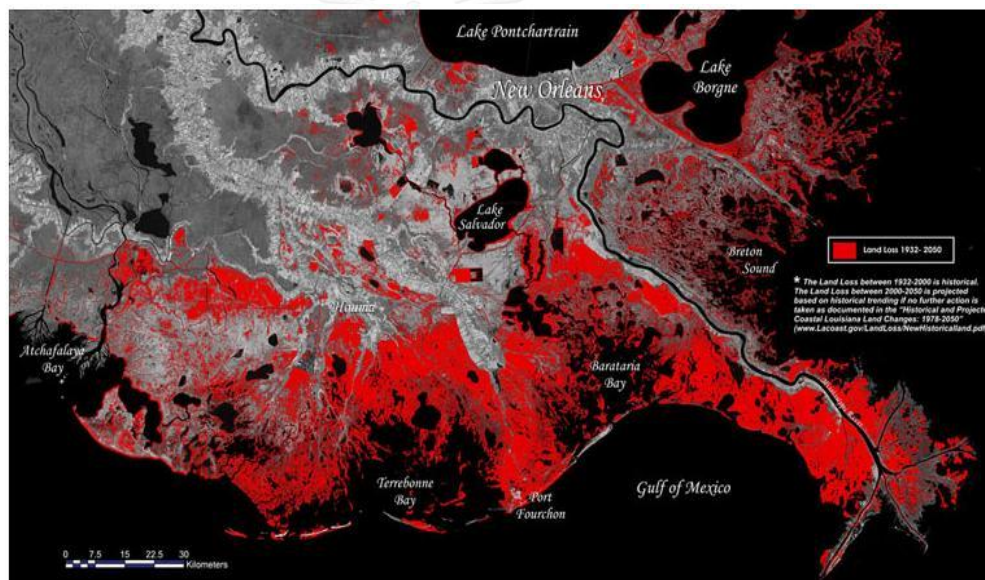 Lake Pontchartrain
Lake
Borgne
New Orleans
Lake
Salvador
Breton
Sound
Land Loss 1932- 2050
* The Land Loss between 1932-2000 is historical.
The Land Loss between 2000-2050 is projected
based on historical trending if no further action is
taken as documented in the "Historical and Projecte
Coastal Louisiana Land Changes: 1978-2050"
(www.Lacoast.gov/LandLoss/NewHistoricalland.pdf
Houma
Atchafalaya
Bay
Barataria
Bay
Terrebonne
Bay
Port
Fourchon
Gulf of Mexico
0 7.5 15 22.5 30
Kilometers